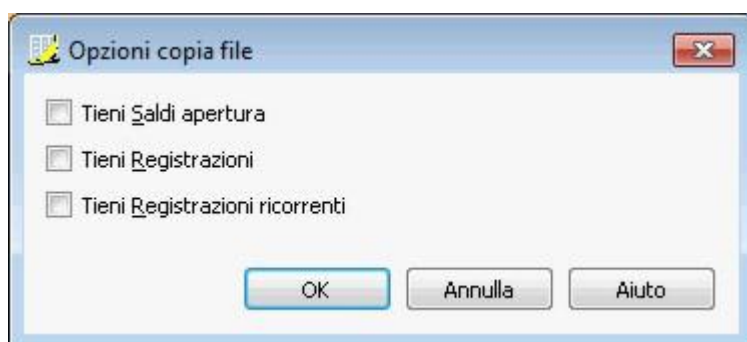 Opzioni copia file
Tieni Saldi apertura
Tieni Registrazioni
Tieni Registrazioni ricorrenti
OK Annulla Aiuto